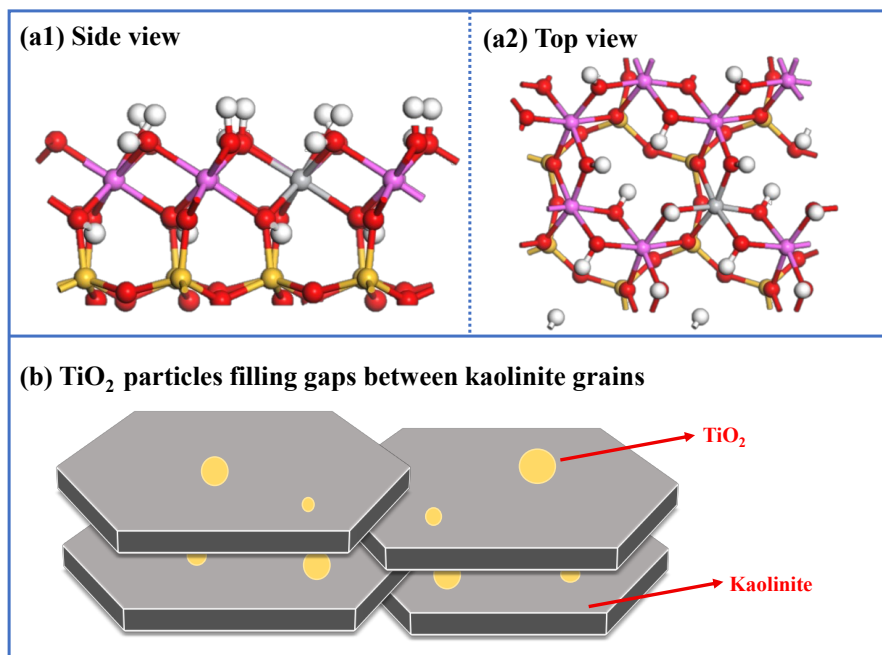 (a1) Side view
(a2) Top view
(b) TiO₂ particles filling gaps between kaolinite grains
TiO₂
Kaolinite